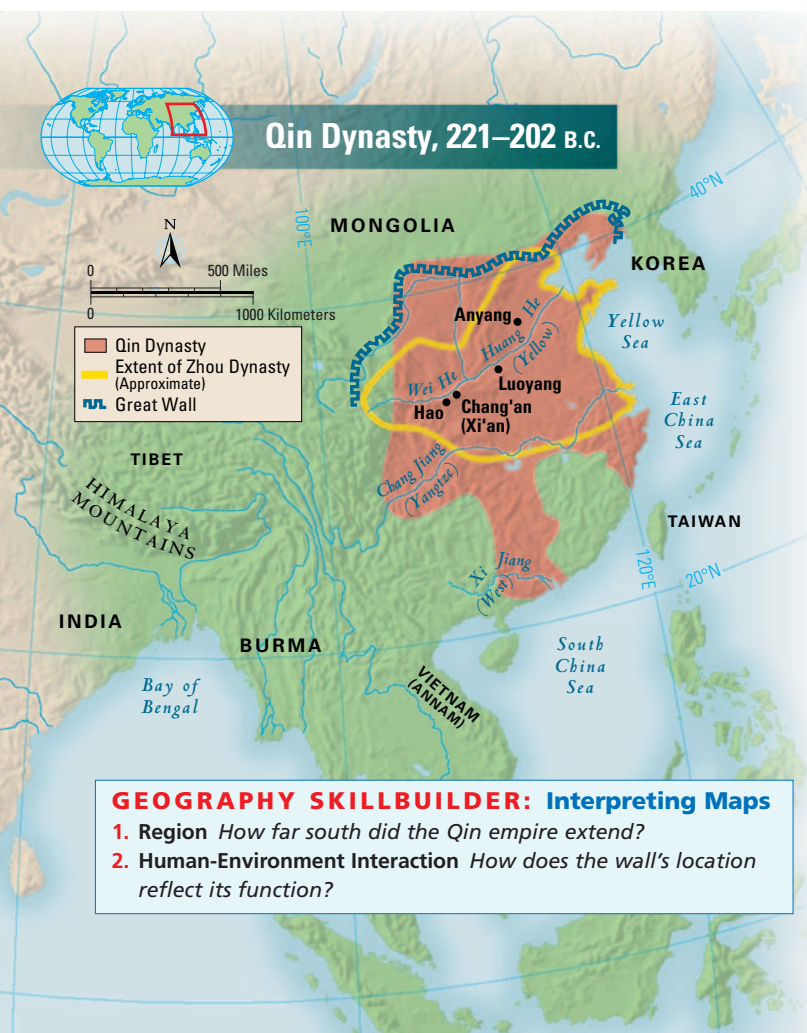 Qin Dynasty, 221–202 B.C.
40°N
100°E
MONGOLIA
N
KOREA
0 500 Miles
0 1000 Kilometers
Anyang
Huang He
(Yellow)
Yellow
Sea
Qin Dynasty
Extent of Zhou Dynasty
(Approximate)
Great Wall
Wei He
Luoyang
Hao
Chang'an
(Xi'an)
East
China
Sea
TIBET
Chang Jiang
(Yangtze)
HIMALAYA
MOUNTAINS
TAIWAN
120°E
20°N
Xi Jiang
(West)
INDIA
BURMA
South
China
Sea
VIETNAM
(ANNAM)
Bay of
Bengal
GEOGRAPHY SKILLBUILDER: Interpreting Maps
1. Region How far south did the Qin empire extend?
2. Human-Environment Interaction How does the wall's location
reflect its function?